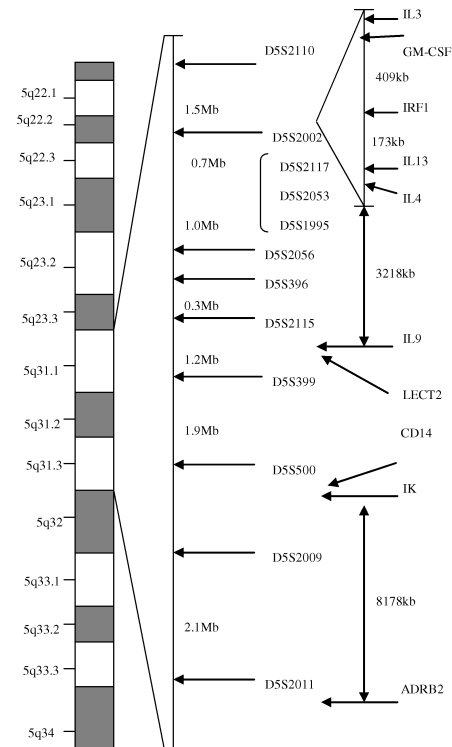 5q22.1
5q22.2
5q22.3
5q23.1
5q23.2
5q23.3
5q31.1
5q31.2
5q31.3
5q32
5q33.1
5q33.2
5q33.3
5q34
D5S2110
1.5Mb
D5S2002
0.7Mb
D5S2117
D5S2053
1.0Mb
D5S1995
D5S2056
D5S396
0.3Mb
D5S2115
1.2Mb
D5S399
1.9Mb
D5S500
D5S2009
2.1Mb
D5S2011
IL3
GM-CSF
409kb
IRF1
173kb
IL13
IL4
3218kb
IL9
LECT2
CD14
IK
8178kb
ADRB2